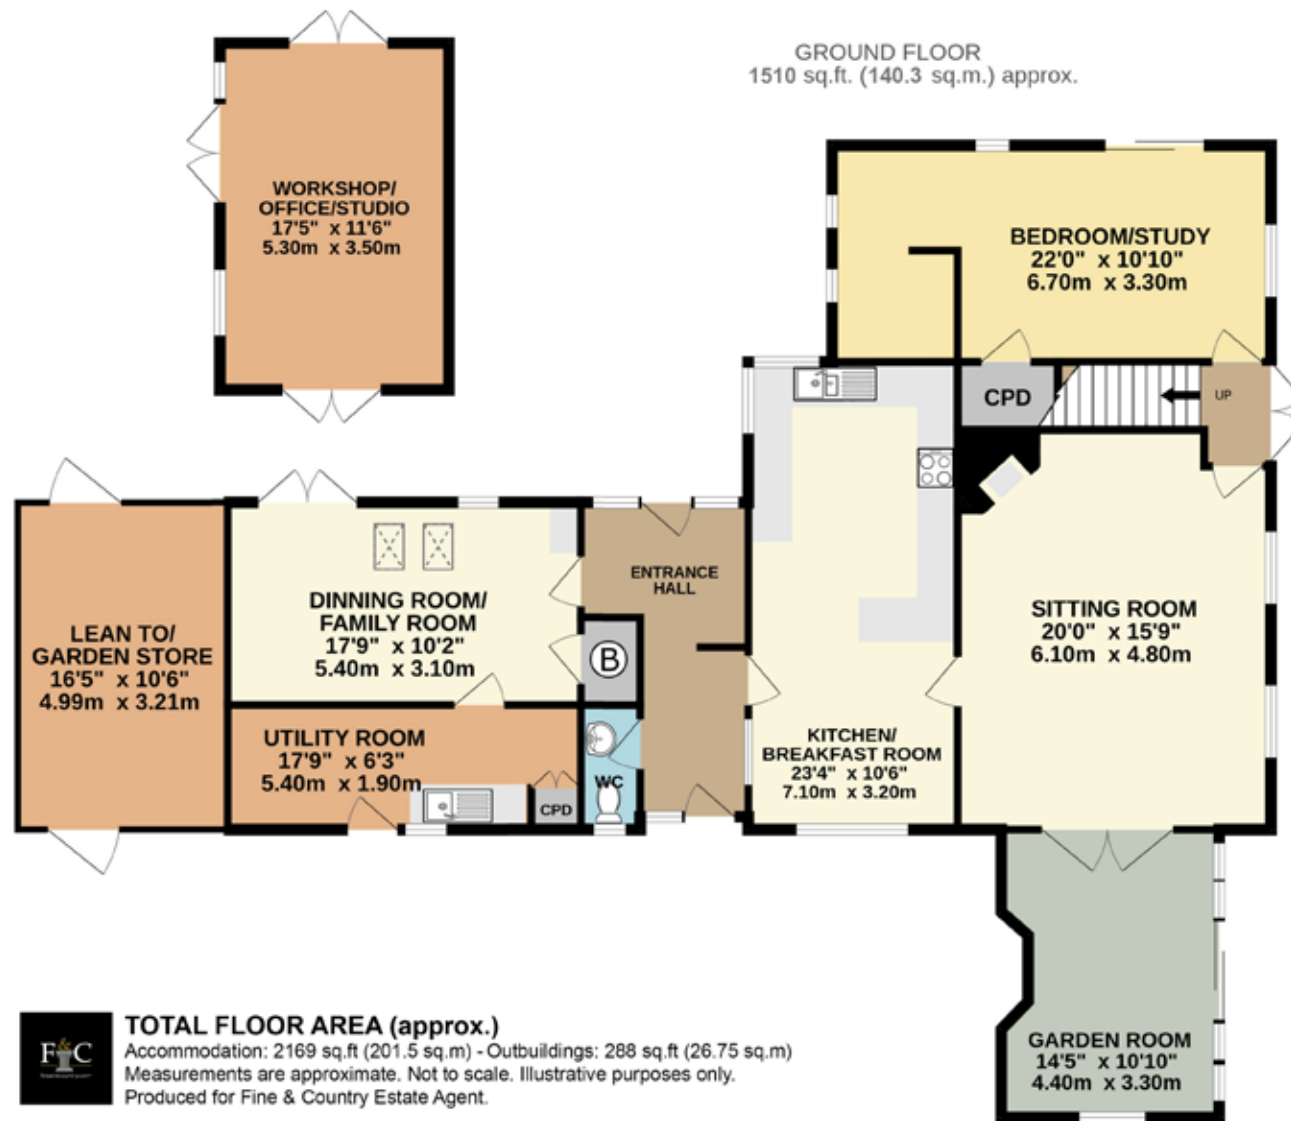 GROUND FLOOR
1510 sq.ft. (140.3 sq.m.) approx.
WORKSHOP/
OFFICE/STUDIO
17'5" x 11'6"
5.30m x 3.50m
BEDROOM/STUDY
22'0" x 10'10"
6.70m x 3.30m
CPD
UP
ENTRANCE
HALL
DINNING ROOM/
FAMILY ROOM
17'9" x 10'2"
5.40m x 3.10m
LEAN TO/
GARDEN STORE
16'5" x 10'6"
4.99m x 3.21m
B
SITTING ROOM
20'0" x 15'9"
6.10m x 4.80m
UTILITY ROOM
17'9" x 6'3"
5.40m x 1.90m
CPD
WC
KITCHEN/
BREAKFAST ROOM
23'4" x 10'6"
7.10m x 3.20m
GARDEN ROOM
14'5" x 10'10"
4.40m x 3.30m
F&C
TOTAL FLOOR AREA (approx.)
Accommodation: 2169 sq.ft (201.5 sq.m) - Outbuildings: 288 sq.ft (26.75 sq.m)
Measurements are approximate. Not to scale. Illustrative purposes only.
Produced for Fine & Country Estate Agent.